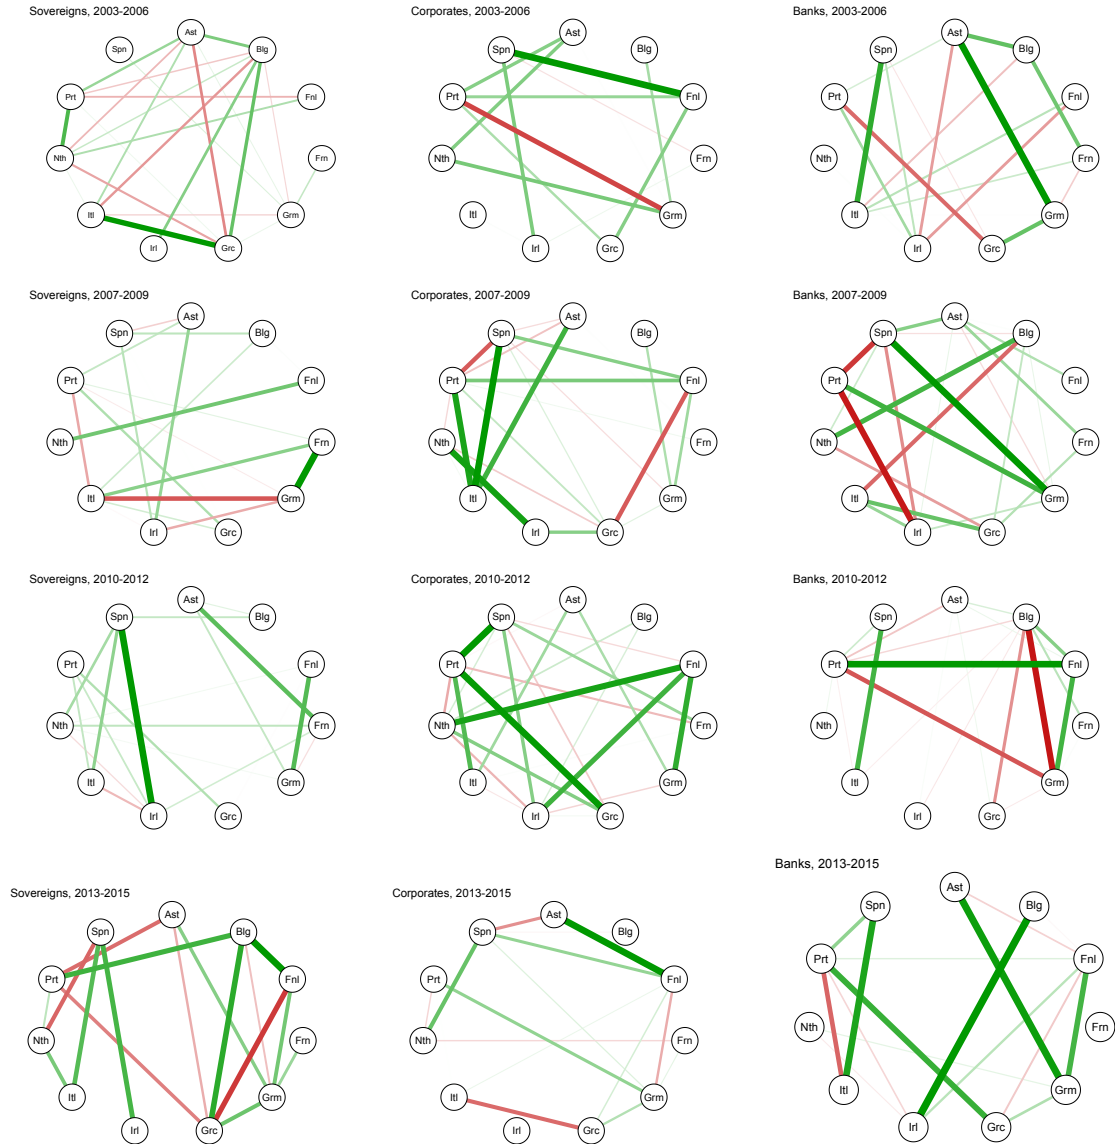 Sovereigns, 2003-2006
Ast
Spn
Blg
Prt
Fnl
Nth
Frn
Itl
Grm
Irl
Grc
Corporates, 2003-2006
Ast
Spn
Blg
Prt
Fnl
Nth
Frn
Itl
Grm
Irl
Grc
Banks, 2003-2006
Ast
Spn
Blg
Prt
Fnl
Nth
Frn
Itl
Grm
Irl
Grc
Sovereigns, 2007-2009
Ast
Spn
Blg
Prt
Fnl
Nth
Frn
Itl
Grm
Irl
Grc
Corporates, 2007-2009
Ast
Spn
Blg
Prt
Fnl
Nth
Frn
Itl
Grm
Irl
Grc
Banks, 2007-2009
Ast
Spn
Blg
Prt
Fnl
Nth
Frn
Itl
Grm
Irl
Grc
Sovereigns, 2010-2012
Ast
Spn
Blg
Prt
Fnl
Nth
Frn
Itl
Grm
Irl
Grc
Corporates, 2010-2012
Ast
Spn
Blg
Prt
Fnl
Nth
Frn
Itl
Grm
Irl
Grc
Banks, 2010-2012
Ast
Spn
Blg
Prt
Fnl
Nth
Frn
Itl
Grm
Irl
Grc
Sovereigns, 2013-2015
Ast
Spn
Blg
Prt
Fnl
Nth
Frn
Itl
Grm
Irl
Grc
Corporates, 2013-2015
Ast
Spn
Blg
Prt
Fnl
Nth
Frn
Itl
Grm
Irl
Grc
Banks, 2013-2015
Ast
Spn
Blg
Prt
Fnl
Nth
Frn
Itl
Grm
Irl
Grc